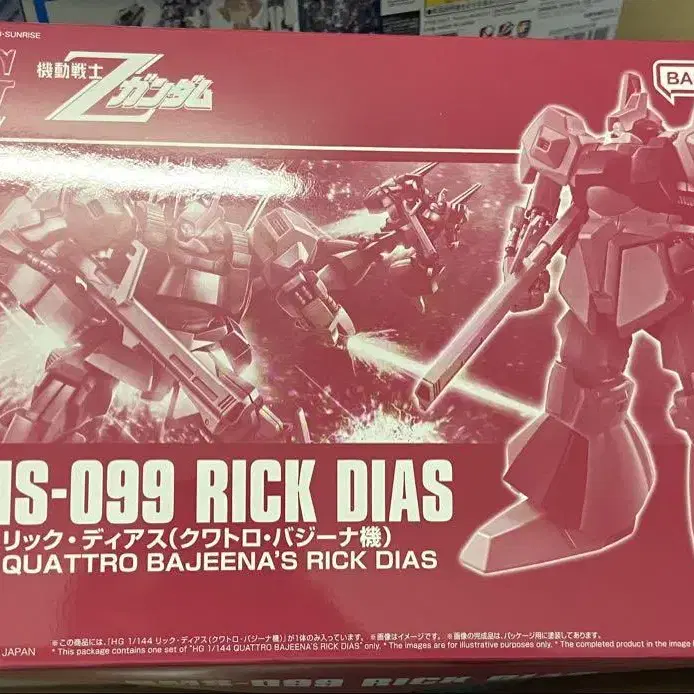 -SUNRISE
機動戦士
Zガンダム
BA
MS-099 RICK DIAS
リック・ディアス(クワトロ・バジーナ機)
QUATTRO BAJEENA'S RICK DIAS
※この商品には、「HG 1/144 リック・ディアス(クワトロ・バジーナ機)」が1体のみ入っています。 ※画像はイメージです。 ※画像の完成品は、パッケージ用に塗装してあります。
JAPAN
* This package contains one set of "HG 1/144 QUATTRO BAJEENA'S RICK DIAS" only. * The images are for illustrative purposes only. * The completed product in the image
RMS-099 RICK DIAS